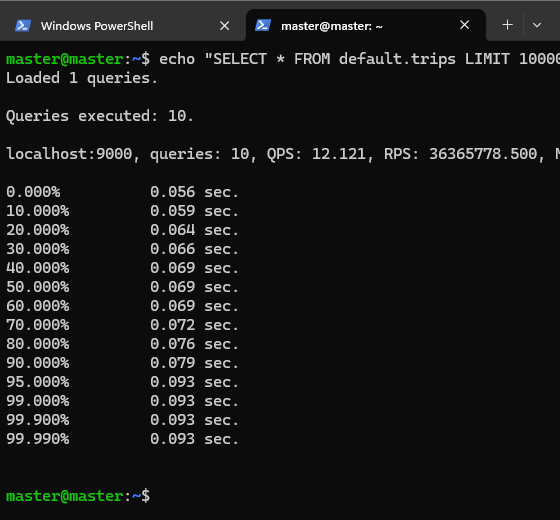 Windows PowerShell
master@master: ~
master@master:~$ echo "SELECT * FROM default.trips LIMIT 10000
Loaded 1 queries.
Queries executed: 10.
localhost:9000, queries: 10, QPS: 12.121, RPS: 36365778.500,
0.000% 0.056 sec.
10.000% 0.059 sec.
20.000% 0.064 sec.
30.000% 0.066 sec.
40.000% 0.069 sec.
50.000% 0.069 sec.
60.000% 0.069 sec.
70.000% 0.072 sec.
80.000% 0.076 sec.
90.000% 0.079 sec.
95.000% 0.093 sec.
99.000% 0.093 sec.
99.900% 0.093 sec.
99.990% 0.093 sec.
master@master:~$